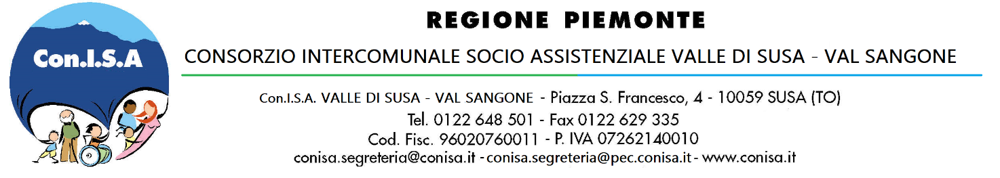 REGIONE PIEMONTE
Con.I.S.A
CONSORZIO INTERCOMUNALE SOCIO ASSISTENZIALE VALLE DI SUSA - VAL SANGONE
Con.I.S.A. VALLE DI SUSA - VAL SANGONE - Piazza S. Francesco, 4 - 10059 SUSA (TO)
Tel. 0122 648 501 - Fax 0122 629 335
Cod. Fisc. 96020760011 - P. IVA 07262140010
conisa.segreteria@conisa.it - conisa.segreteria@pec.conisa.it - www.conisa.it